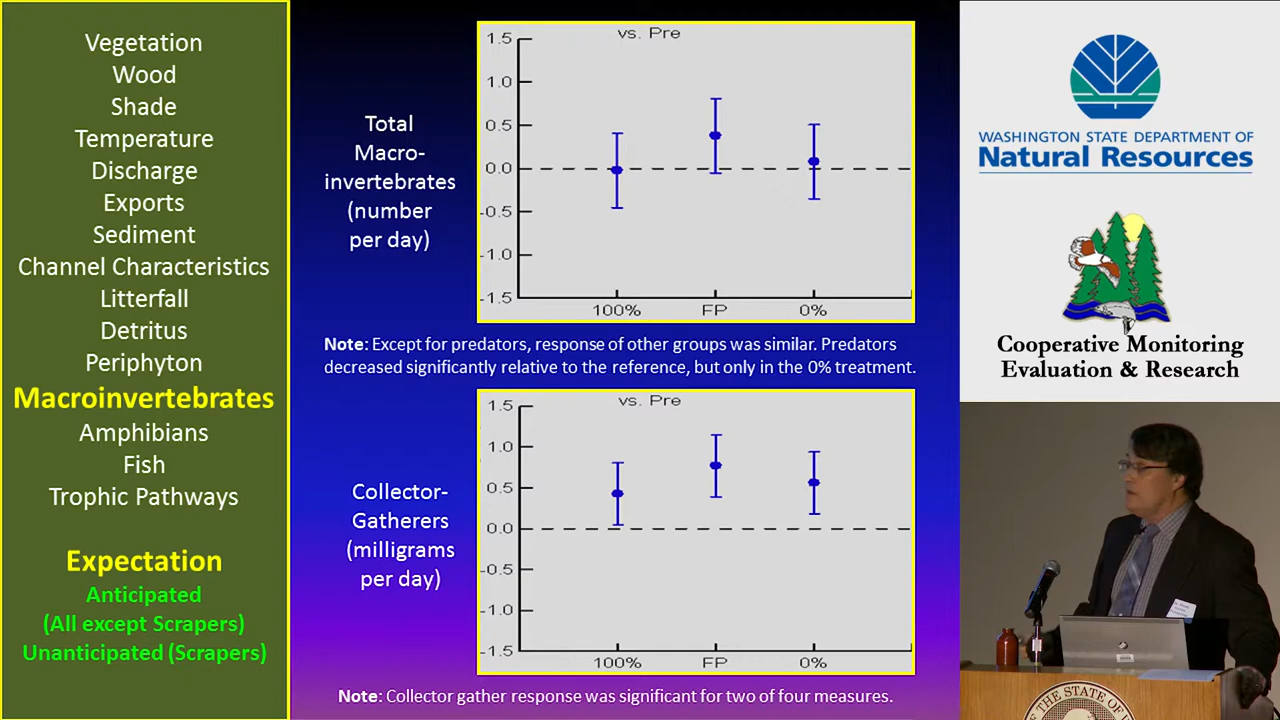 Vegetation
Wood
Shade
Temperature
Discharge
Exports
Sediment
Channel Characteristics
Litterfall
Detritus
Periphyton
Macroinvertebrates
Amphibians
Fish
Trophic Pathways
Expectation
Anticipated
(All except Scrapers)
Unanticipated (Scrapers)
Total
Macro-
invertebrates
(number
per day)
vs. Pre
1.5
1.0
0.5
0.0
-0.5
-1.0
-1.5
100% FP 0%
Note: Except for predators, response of other groups was similar. Predators
decreased significantly relative to the reference, but only in the 0% treatment.
Collector-
Gatherers
(milligrams
per day)
vs. Pre
1.5
1.0
0.5
0.0
-0.5
-1.0
-1.5
100% FP 0%
Note: Collector gather response was significant for two of four measures.
WASHINGTON STATE DEPARTMENT OF
Natural Resources
Cooperative Monitoring
Evaluation & Research
OF THE STATE OF